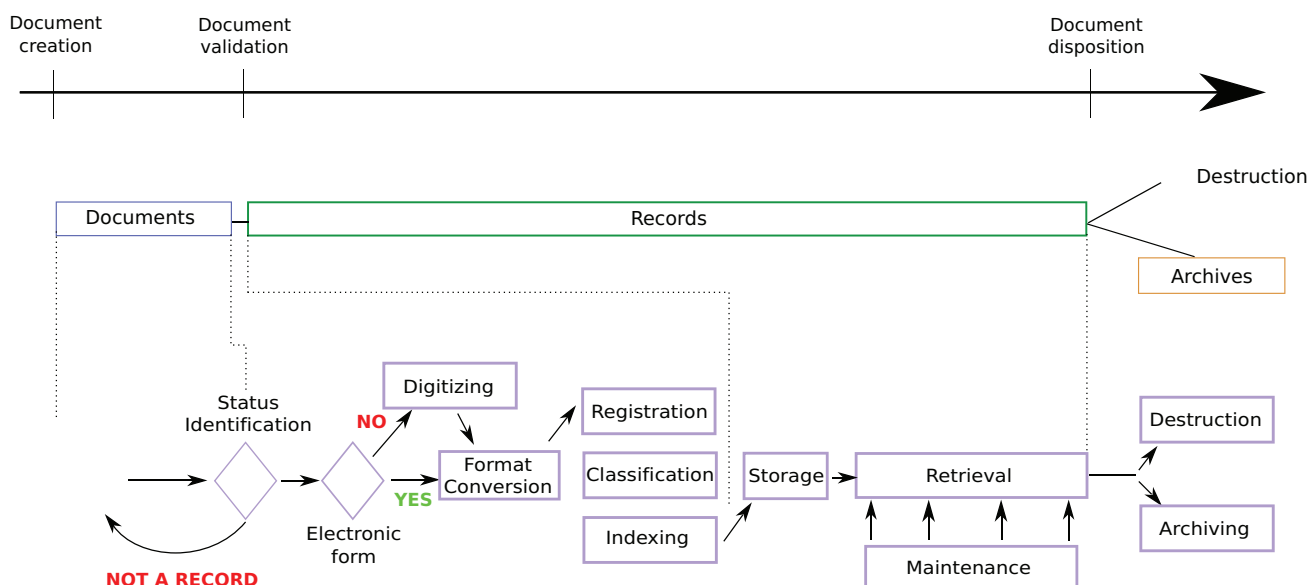 Document
creation
Document
validation
Document
disposition
Documents
Records
Destruction
Archives
Status
Identification
NOT A RECORD
Electronic
form
NO
YES
Digitizing
Format
Conversion
Registration
Classification
Indexing
Storage
Retrieval
Maintenance
Destruction
Archiving